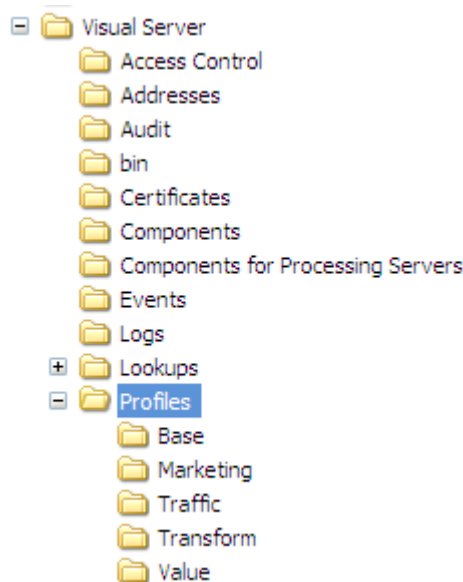 Visual Server
Access Control
Addresses
Audit
bin
Certificates
Components
Components for Processing Servers
Events
Logs
Lookups
Profiles
Base
Marketing
Traffic
Transform
Value